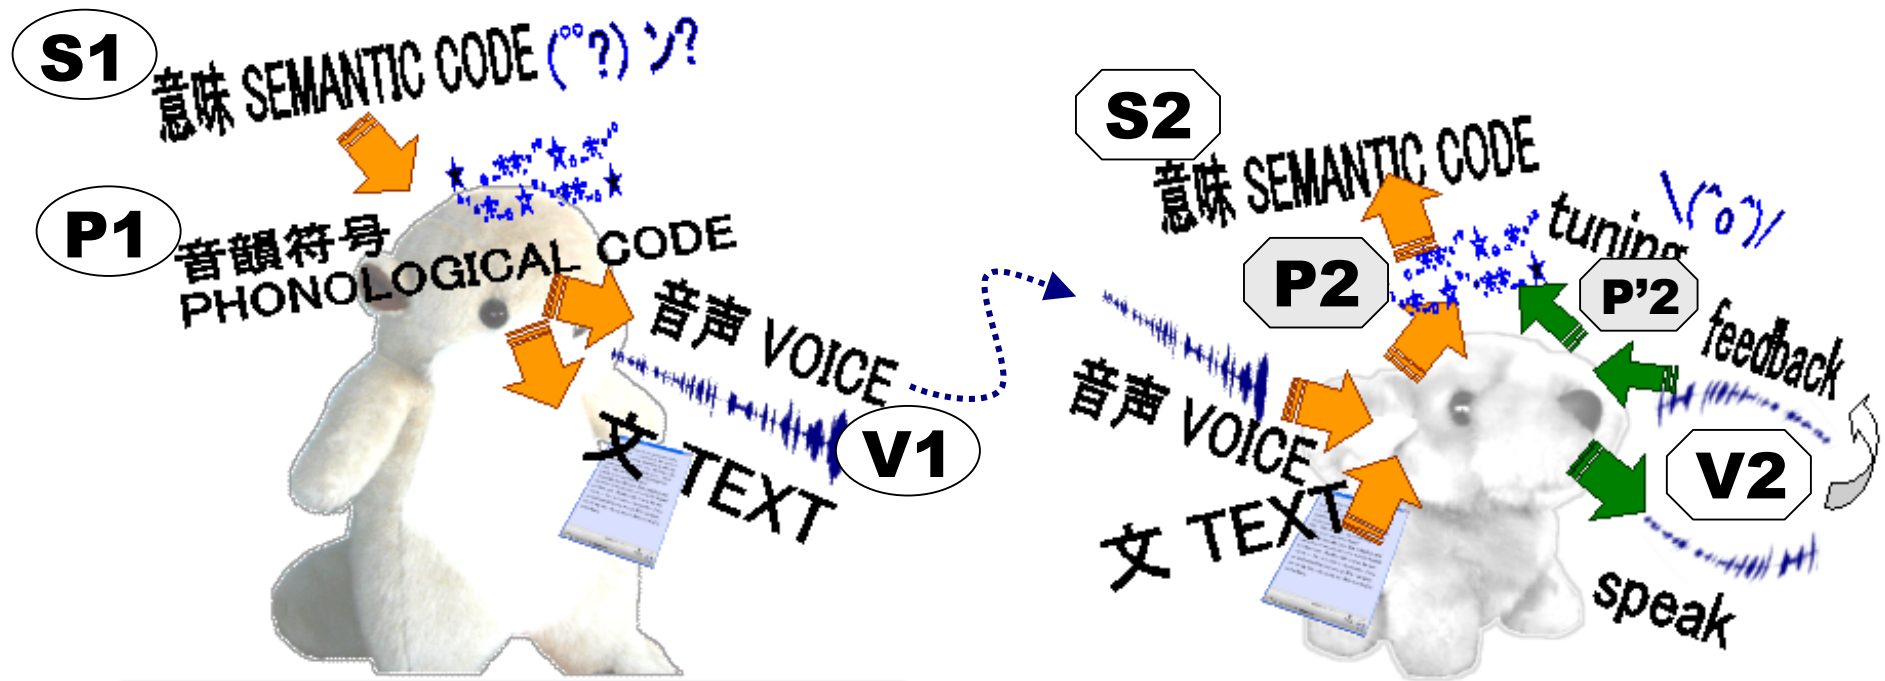 S1
意味 SEMANTIC CODE (°°?) ン?
P1
音韻符号
PHONOLOGICAL CODE
音声 VOICE
V1
文 TEXT
S2
意味 SEMANTIC CODE
tuning \(^o^)/
P2
P'2
feedback
音声 VOICE
V2
文 TEXT
speak